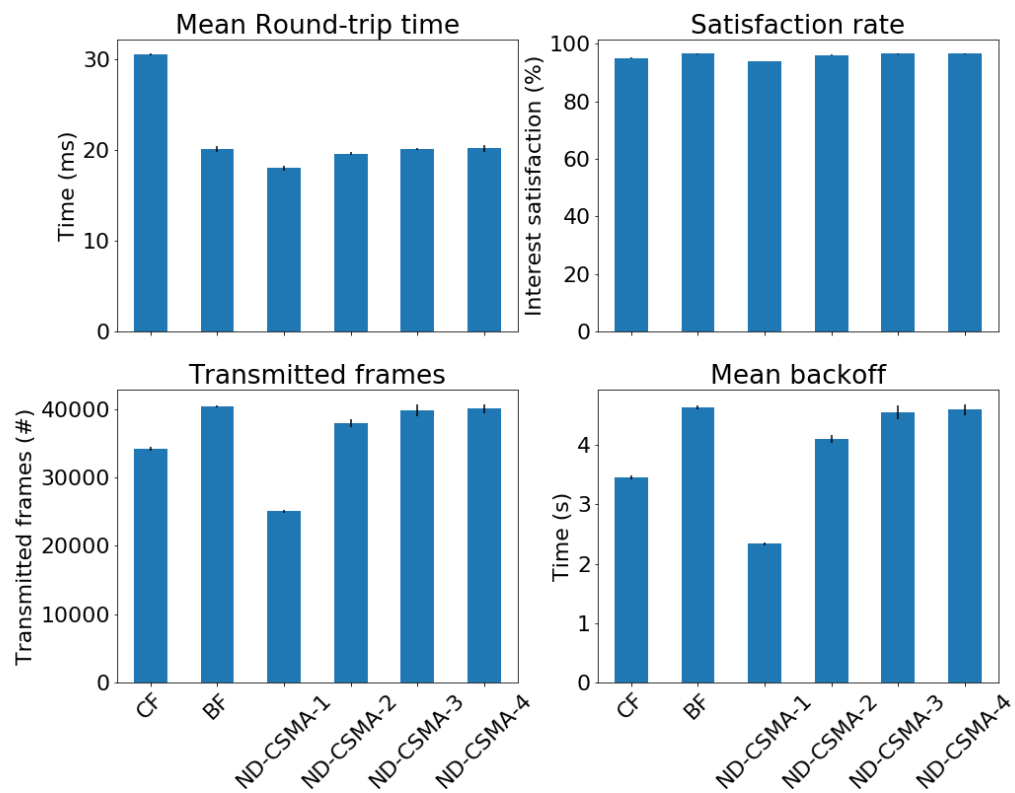 Mean Round-trip time
Time (ms)
30
20
10
0
Satisfaction rate
Interest satisfaction (%)
100
80
60
40
20
0
Transmitted frames
Transmitted frames (#)
40000
30000
20000
10000
0
CF
BF
ND-CSMA-1
ND-CSMA-2
ND-CSMA-3
ND-CSMA-4
Mean backoff
Time (s)
4
3
2
1
0
CF
BF
ND-CSMA-1
ND-CSMA-2
ND-CSMA-3
ND-CSMA-4